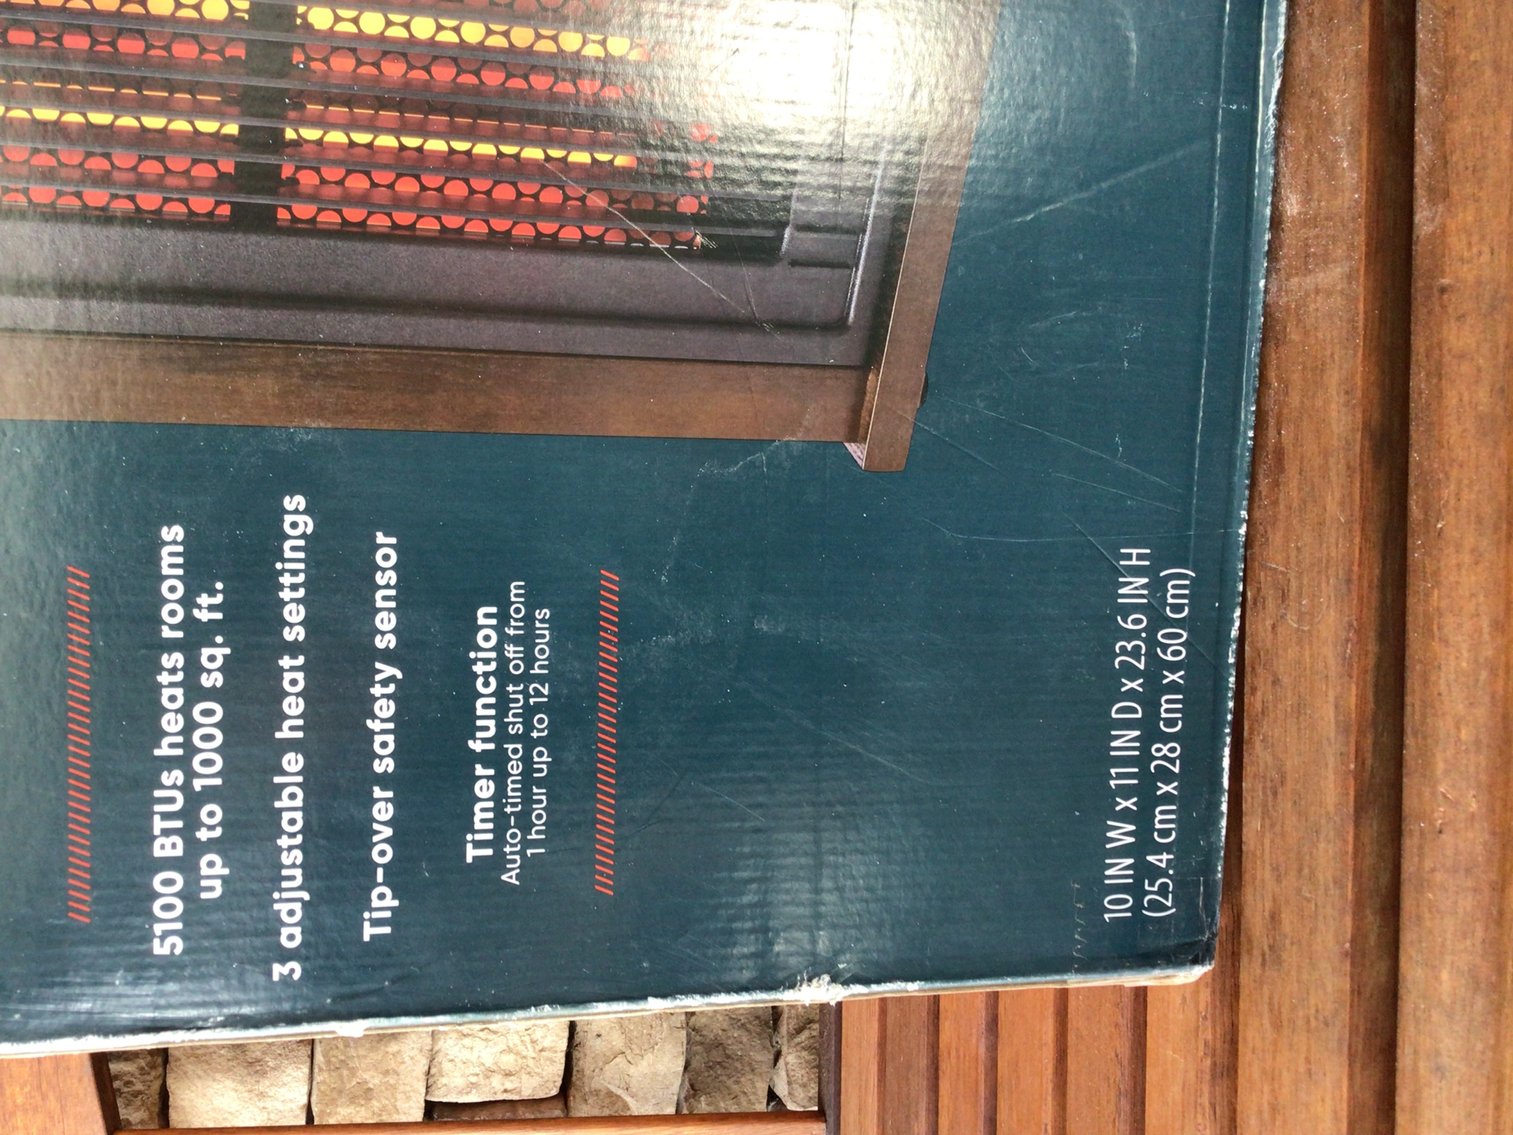 5100 BTUs heats rooms
up to 1000 sq. ft.
3 adjustable heat settings
Tip-over safety sensor
Timer function
Auto-timed shut off from
1 hour up to 12 hours
10 IN W x 11 IN D x 23.6 IN H
(25.4 cm x 28 cm x 60 cm)